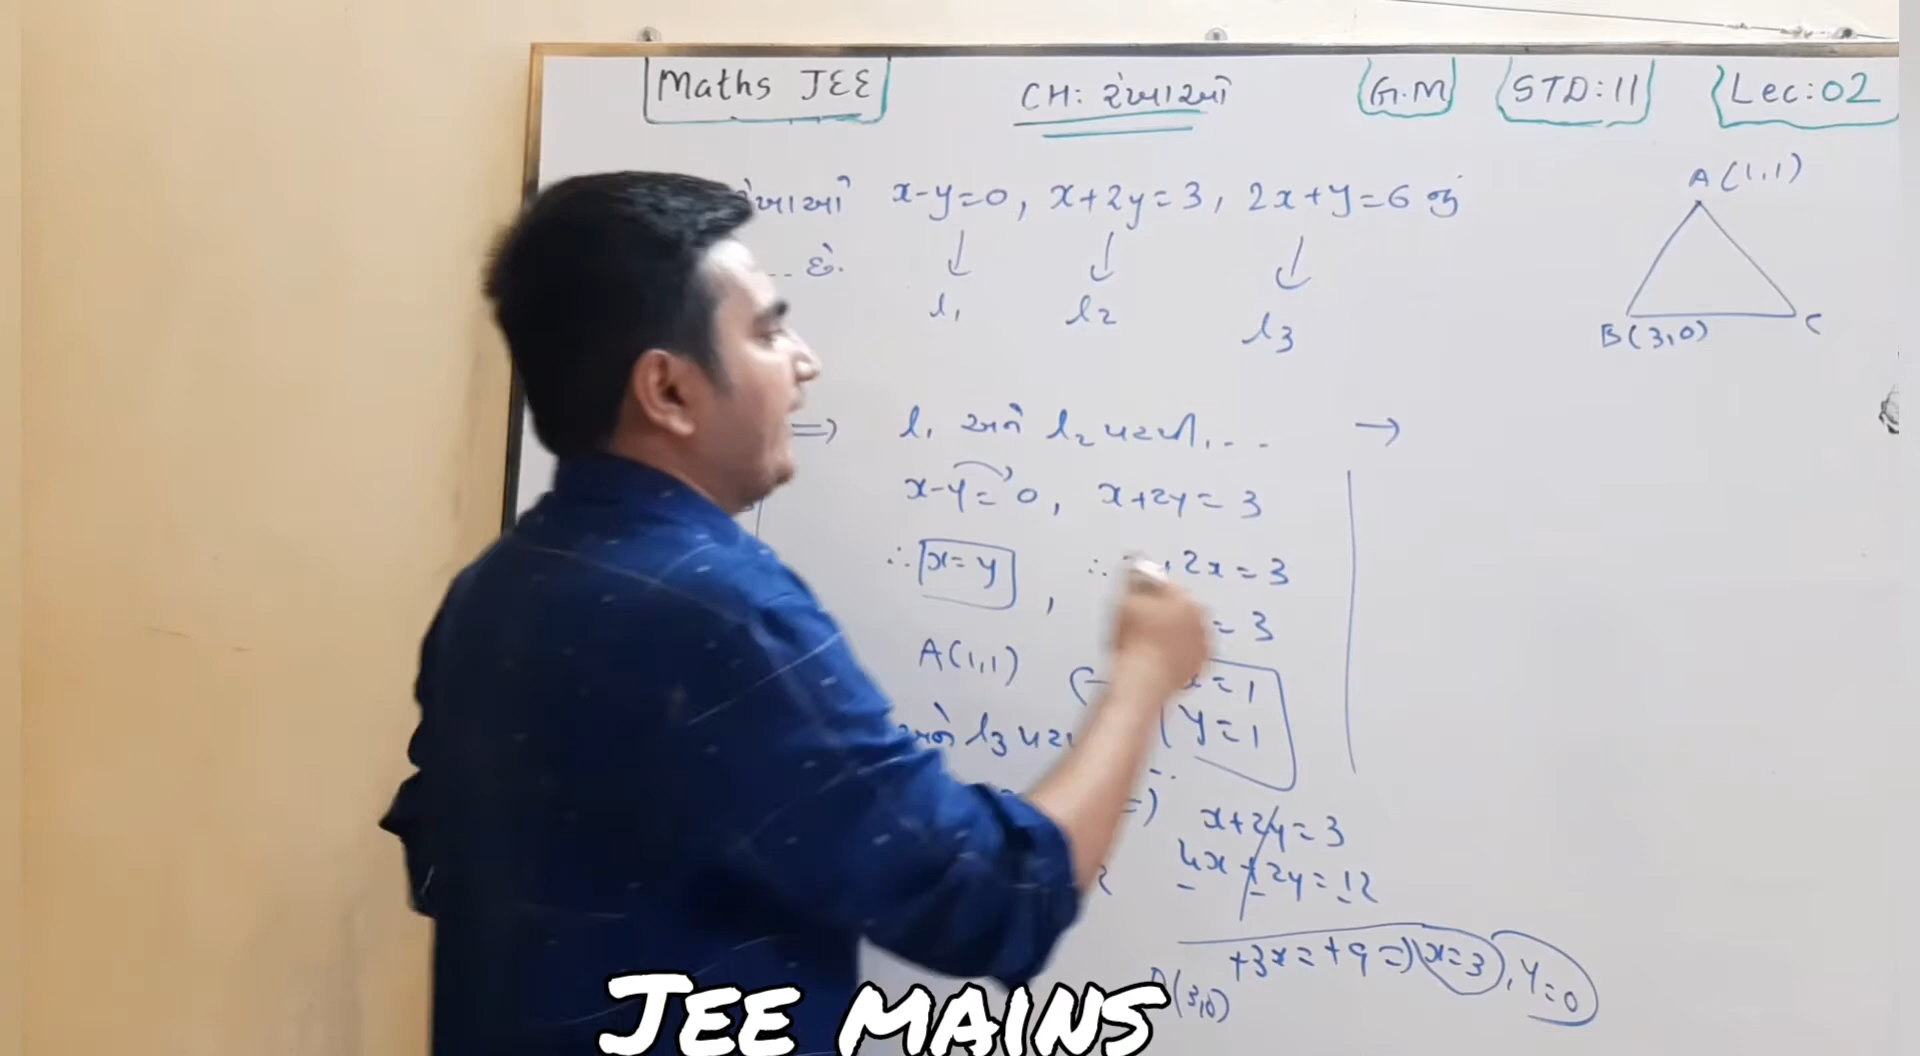 Maths JEE
CH: રેખાઓ
G.M
STD:11
Lec:02
x-y=0, x+2y=3, 2x+y=6 નું
... છે.
l1 l2 l3
A(1,1)
B(3,0) C
=) l1 અને l2 પરથી... →
x-y=0, x+2y=3
∴ x=y, ∴ 2x=3
= 3
A(1,1) x=1
y=1
અને l3
=) x+2y=3
2 4x+2y=12
+3x=+9 =) x=3, y=0
(3,0)
JEE MAINS